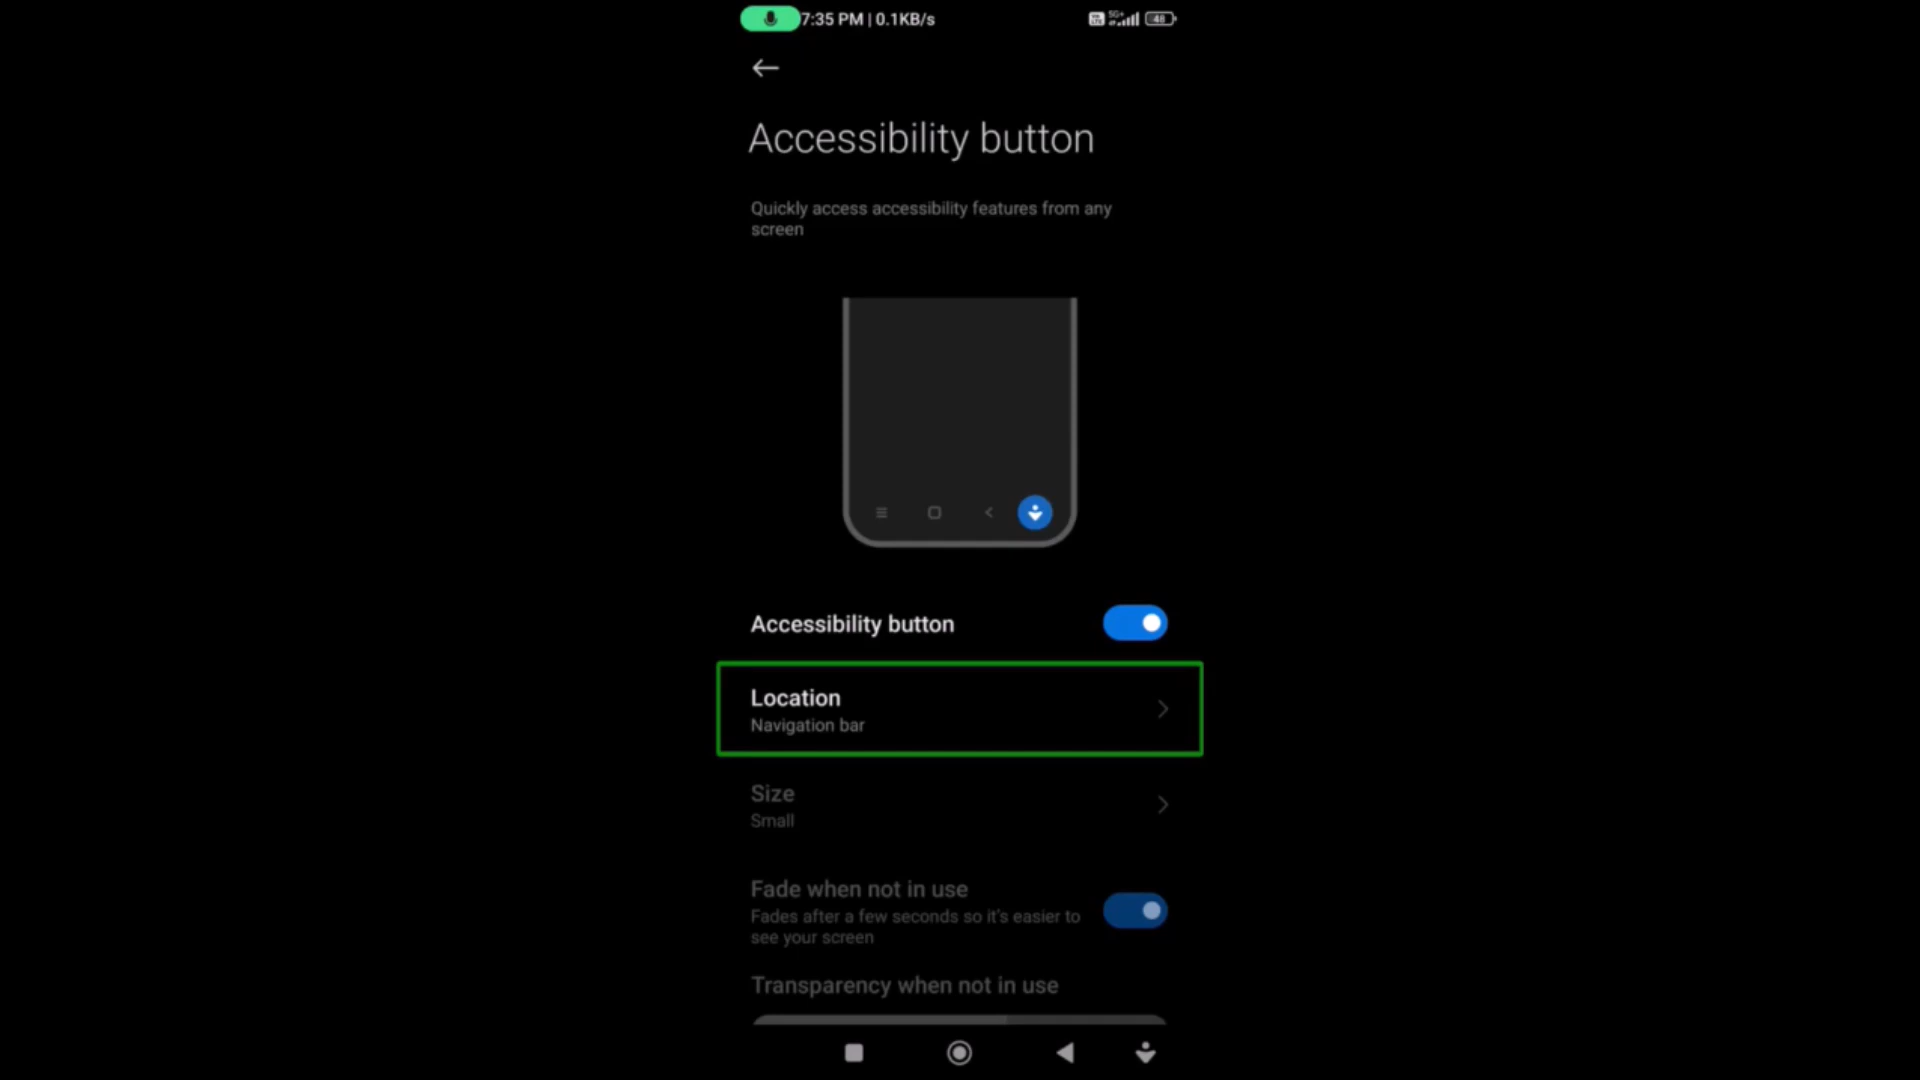 7:35 PM | 0.1KB/s
5G+
48
Accessibility button
Quickly access accessibility features from any
screen
Accessibility button
Location
Navigation bar
Size
Small
Fade when not in use
Fades after a few seconds so it's easier to
see your screen
Transparency when not in use